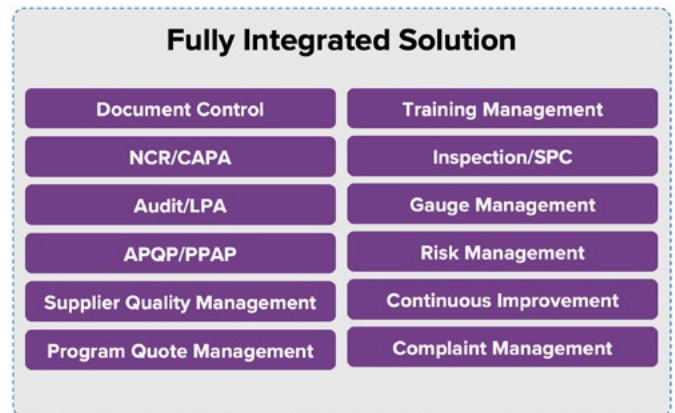 Fully Integrated Solution
Document Control
Training Management
NCR/CAPA
Inspection/SPC
Audit/LPA
Gauge Management
APQP/PPAP
Risk Management
Supplier Quality Management
Continuous Improvement
Program Quote Management
Complaint Management